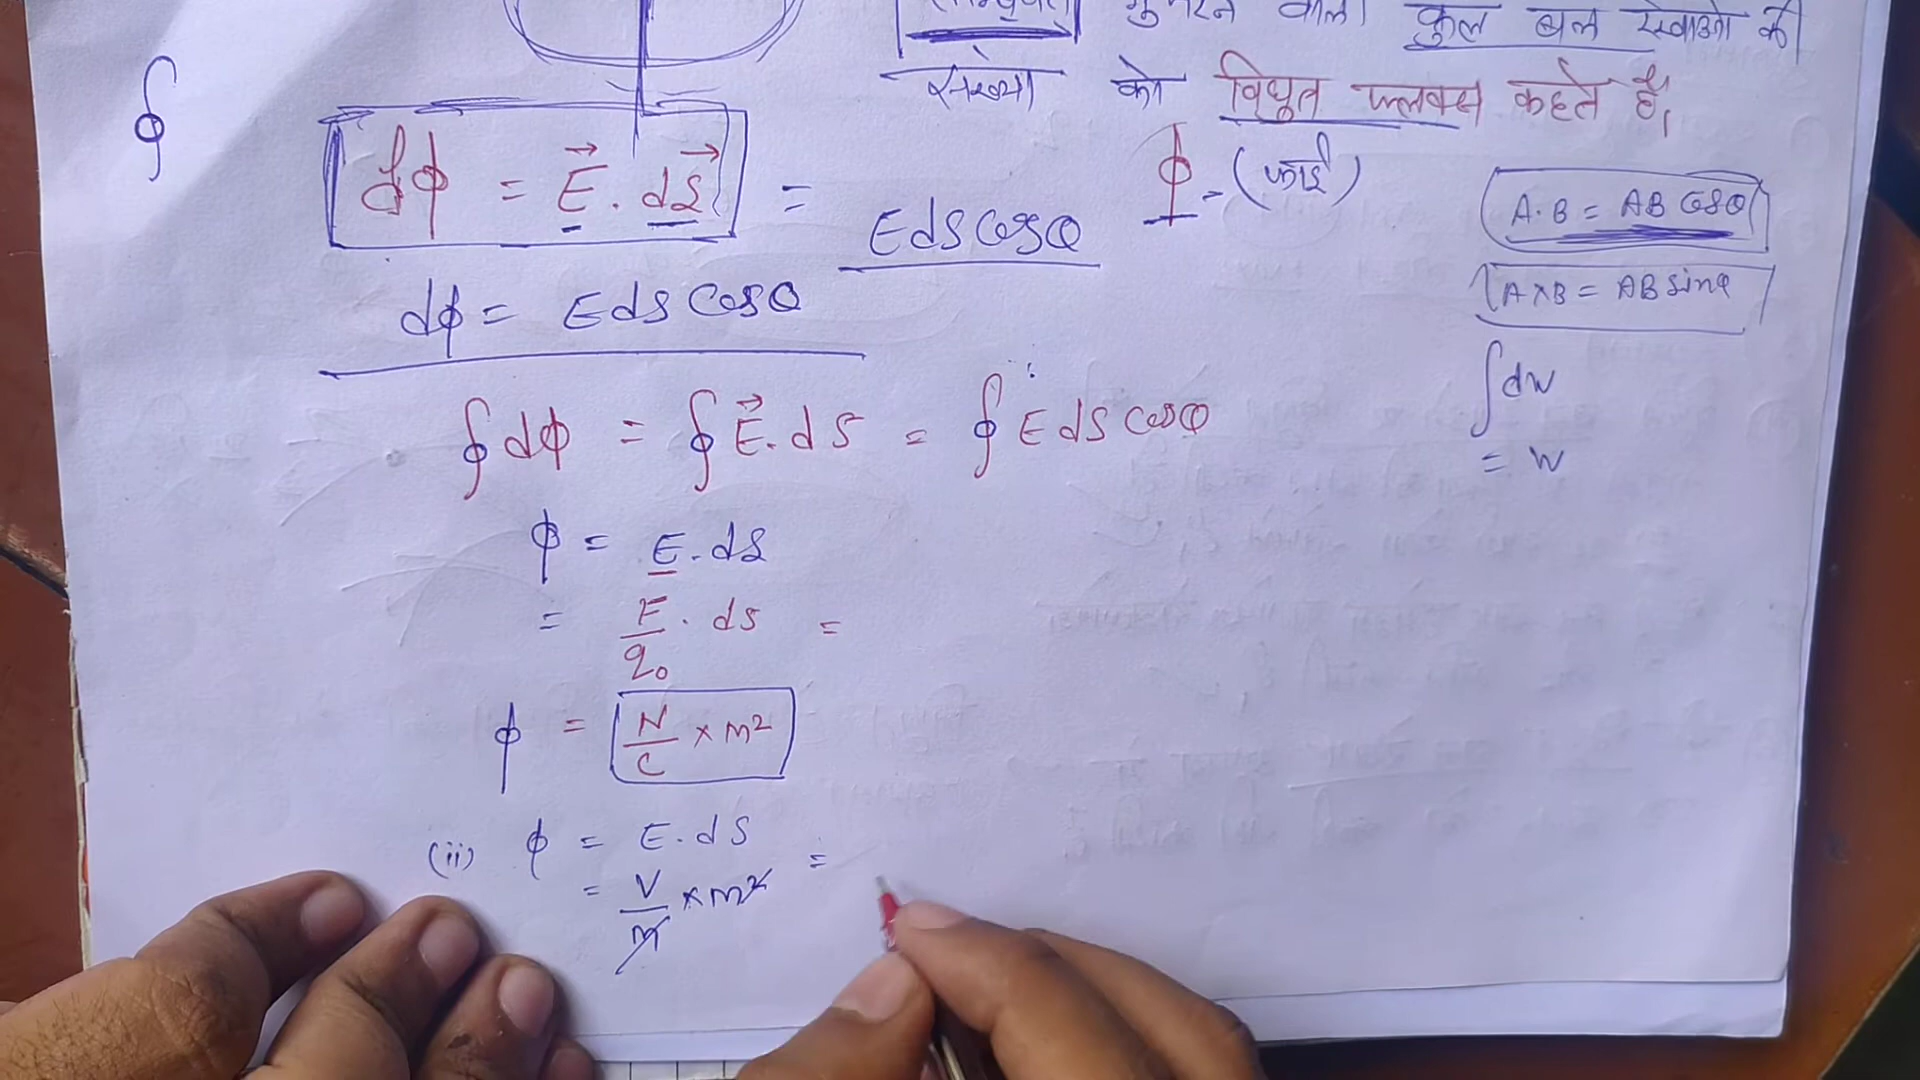 गुजरने वाली कुल बल रेखाओं की
संख्या को विधुत फ्लक्स कहते है,
∮
dϕ = E⃗ . dS⃗ = EdS Cosθ
ϕ - (फाई)
A·B = AB Cosθ
A×B = AB sinθ
dϕ = EdS Cosθ
∫dw
= w
∮dϕ = ∮E⃗. dS = ∮EdS Cosθ
ϕ = E. dS
= F/q₀ . ds =
ϕ = N/C × m²
(ii) ϕ = E. dS
= V/m × m² =